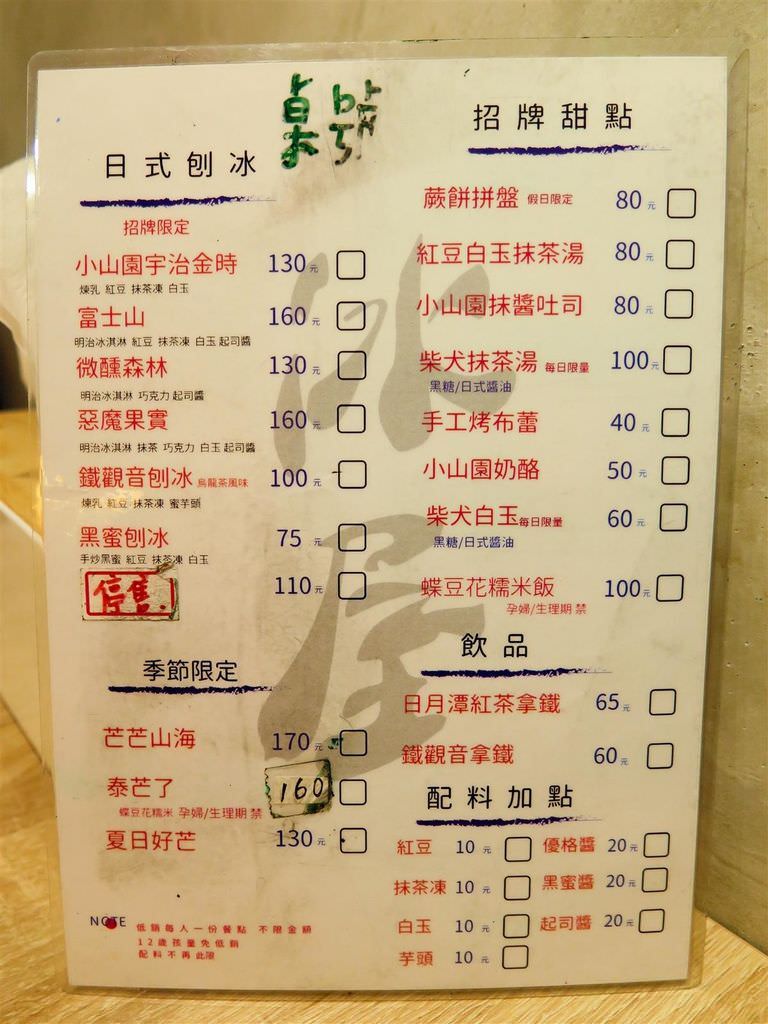 桌號
日式刨冰
招牌限定
小山園宇治金時 130元
煉乳 紅豆 抹茶凍 白玉
富士山 160元
明治冰淇淋 紅豆 抹茶凍 白玉 起司醬
微醺森林 130元
明治冰淇淋 巧克力 起司醬
惡魔果實 160元
明治冰淇淋 抹茶 巧克力 白玉 起司醬
鐵觀音刨冰 烏龍茶風味 100元
煉乳 紅豆 抹茶凍 蜜芋頭
黑蜜刨冰 75元
手炒黑蜜 紅豆 抹茶凍 白玉
停售 110元
季節限定
芒芒山海 170元
泰芒了 160
蝶豆花糯米 孕婦/生理期 禁
夏日好芒 130元
NOTE
低銷每人一份餐點 不限金額
12歲孩童免低銷
配料不再此限
招牌甜點
蕨餅拼盤 假日限定 80元
紅豆白玉抹茶湯 80元
小山園抹醬吐司 80元
柴犬抹茶湯 每日限量 100元
黑糖/日式醬油
手工烤布蕾 40元
小山園奶酪 50元
柴犬白玉 每日限量 60元
黑糖/日式醬油
蝶豆花糯米飯 100元
孕婦/生理期 禁
飲品
日月潭紅茶拿鐵 65元
鐵觀音拿鐵 60元
配料加點
紅豆 10元 優格醬 20元
抹茶凍 10元 黑蜜醬 20元
白玉 10元 起司醬 20元
芋頭 10元
冰屋